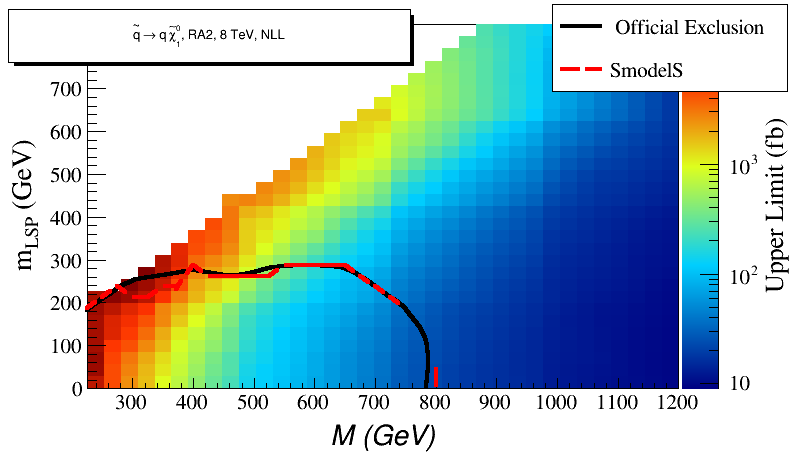 q̃ → q χ̃⁰₁, RA2, 8 TeV, NLL
Official Exclusion
SmodelS
700
600
500
400
300
200
100
0
m_LSP (GeV)
300 400 500 600 700 800 900 1000 1100 1200
M (GeV)
10³
10²
10
Upper Limit (fb)